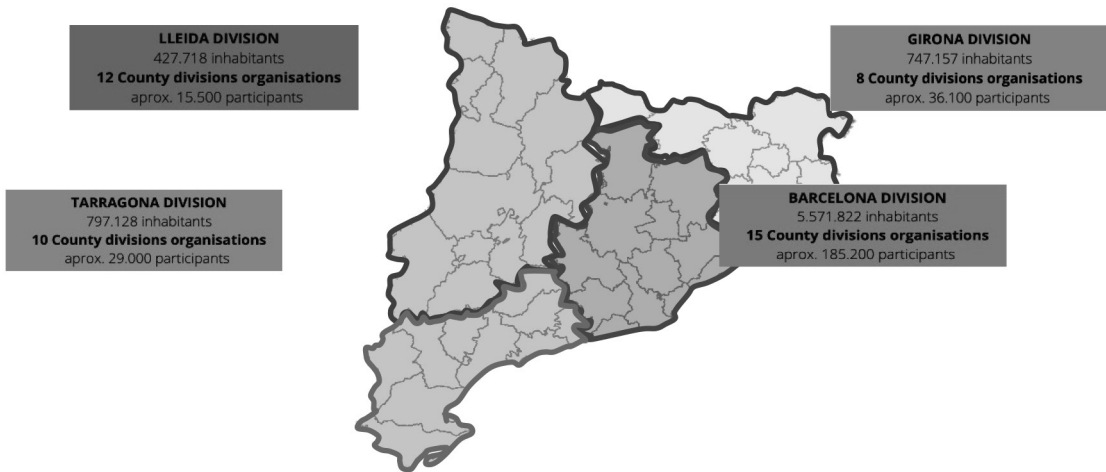 LLEIDA DIVISION
427.718 inhabitants
12 County divisions organisations
aprox. 15.500 participants
GIRONA DIVISION
747.157 inhabitants
8 County divisions organisations
aprox. 36.100 participants
TARRAGONA DIVISION
797.128 inhabitants
10 County divisions organisations
aprox. 29.000 participants
BARCELONA DIVISION
5.571.822 inhabitants
15 County divisions organisations
aprox. 185.200 participants